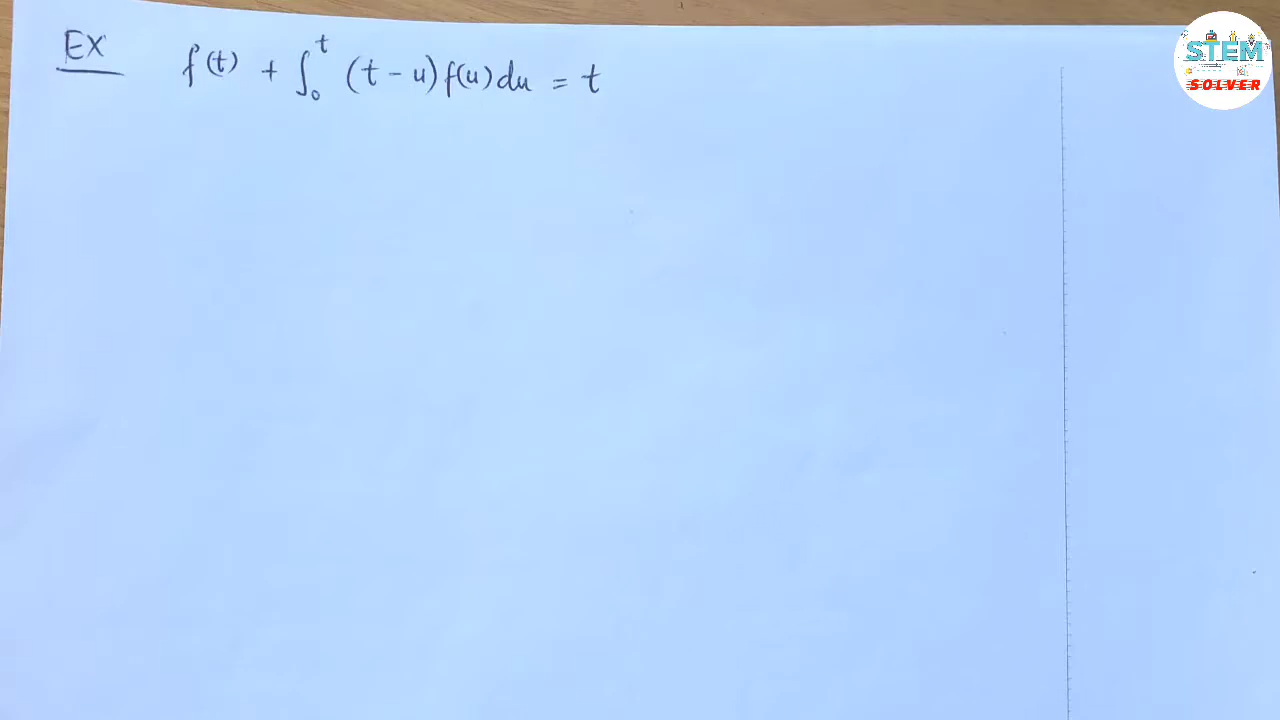 EX f(t) + ∫₀ᵗ (t - u) f(u) du = t
STEM
SOLVER